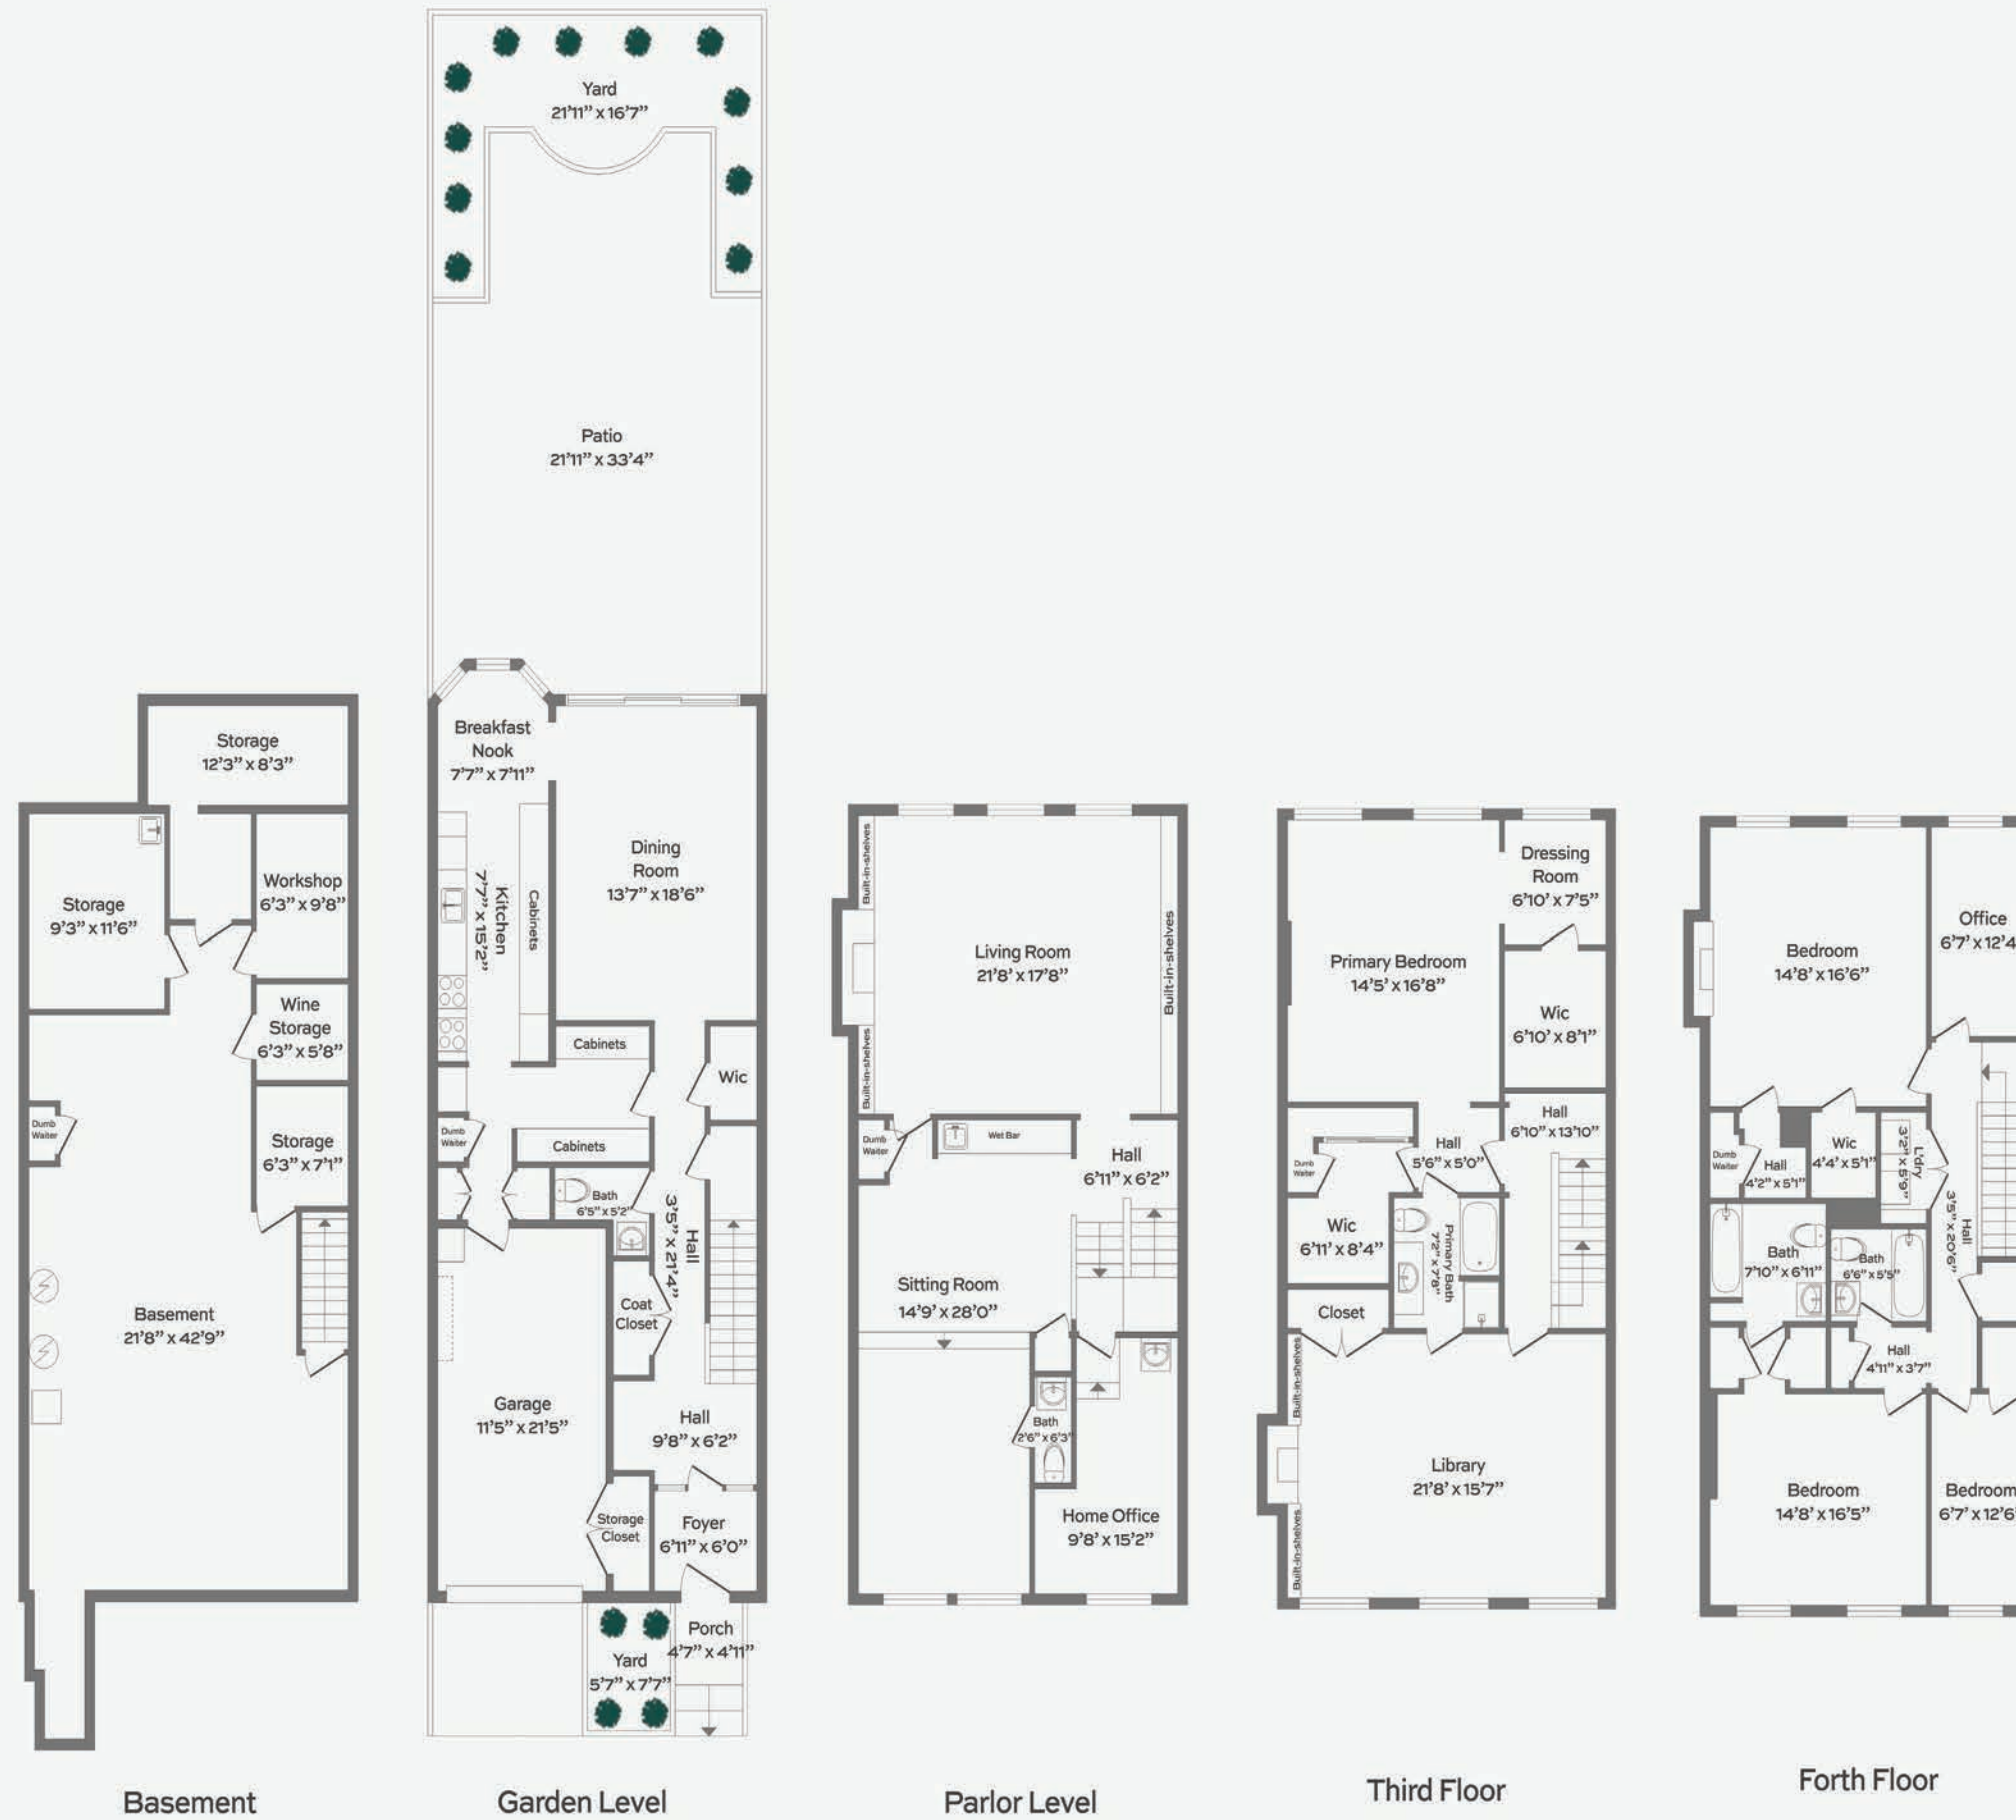 Storage
12'3" x 8'3"
Storage
9'3" x 11'6"
Workshop
6'3" x 9'8"
Wine
Storage
6'3" x 5'8"
Dumb
Waiter
Storage
6'3" x 7'1"
Basement
21'8" x 42'9"
Basement
Yard
21'11" x 16'7"
Patio
21'11" x 33'4"
Breakfast
Nook
7'7" x 7'11"
Dining
Room
13'7" x 18'6"
Kitchen
7'7" x 15'2"
Cabinets
Cabinets
Wic
Dumb
Waiter
Cabinets
Bath
6'5" x 5'2"
Hall
3'5" x 21'4"
Coat
Closet
Garage
11'5" x 21'5"
Hall
9'8" x 6'2"
Storage
Closet
Foyer
6'11" x 6'0"
Porch
4'7" x 4'11"
Yard
5'7" x 7'7"
Garden Level
Built-in-shelves
Living Room
21'8' x 17'8"
Built-in-shelves
Built-in-shelves
Dumb
Waiter
Wet Bar
Hall
6'11" x 6'2"
Sitting Room
14'9' x 28'0"
Bath
2'6" x 6'3"
Home Office
9'8' x 15'2"
Parlor Level
Dressing
Room
6'10' x 7'5"
Primary Bedroom
14'5' x 16'8"
Wic
6'10' x 8'1"
Hall
6'10" x 13'10"
Hall
5'6" x 5'0"
Dumb
Waiter
Wic
6'11' x 8'4"
Primary Bath
7'2" x 7'8"
Closet
Built-in-shelves
Library
21'8' x 15'7"
Built-in-shelves
Third Floor
Bedroom
14'8' x 16'6"
Office
6'7' x 12'4
Dumb
Waiter
Hall
4'2" x 5'1"
Wic
4'4' x 5'1"
L'dry
3'2" x 5'9"
Hall
3'5" x 20'6"
Bath
7'10" x 6'11"
Bath
6'6" x 5'5"
Hall
4'11" x 3'7"
Bedroom
14'8' x 16'5"
Bedroom
6'7' x 12'6
Forth Floor